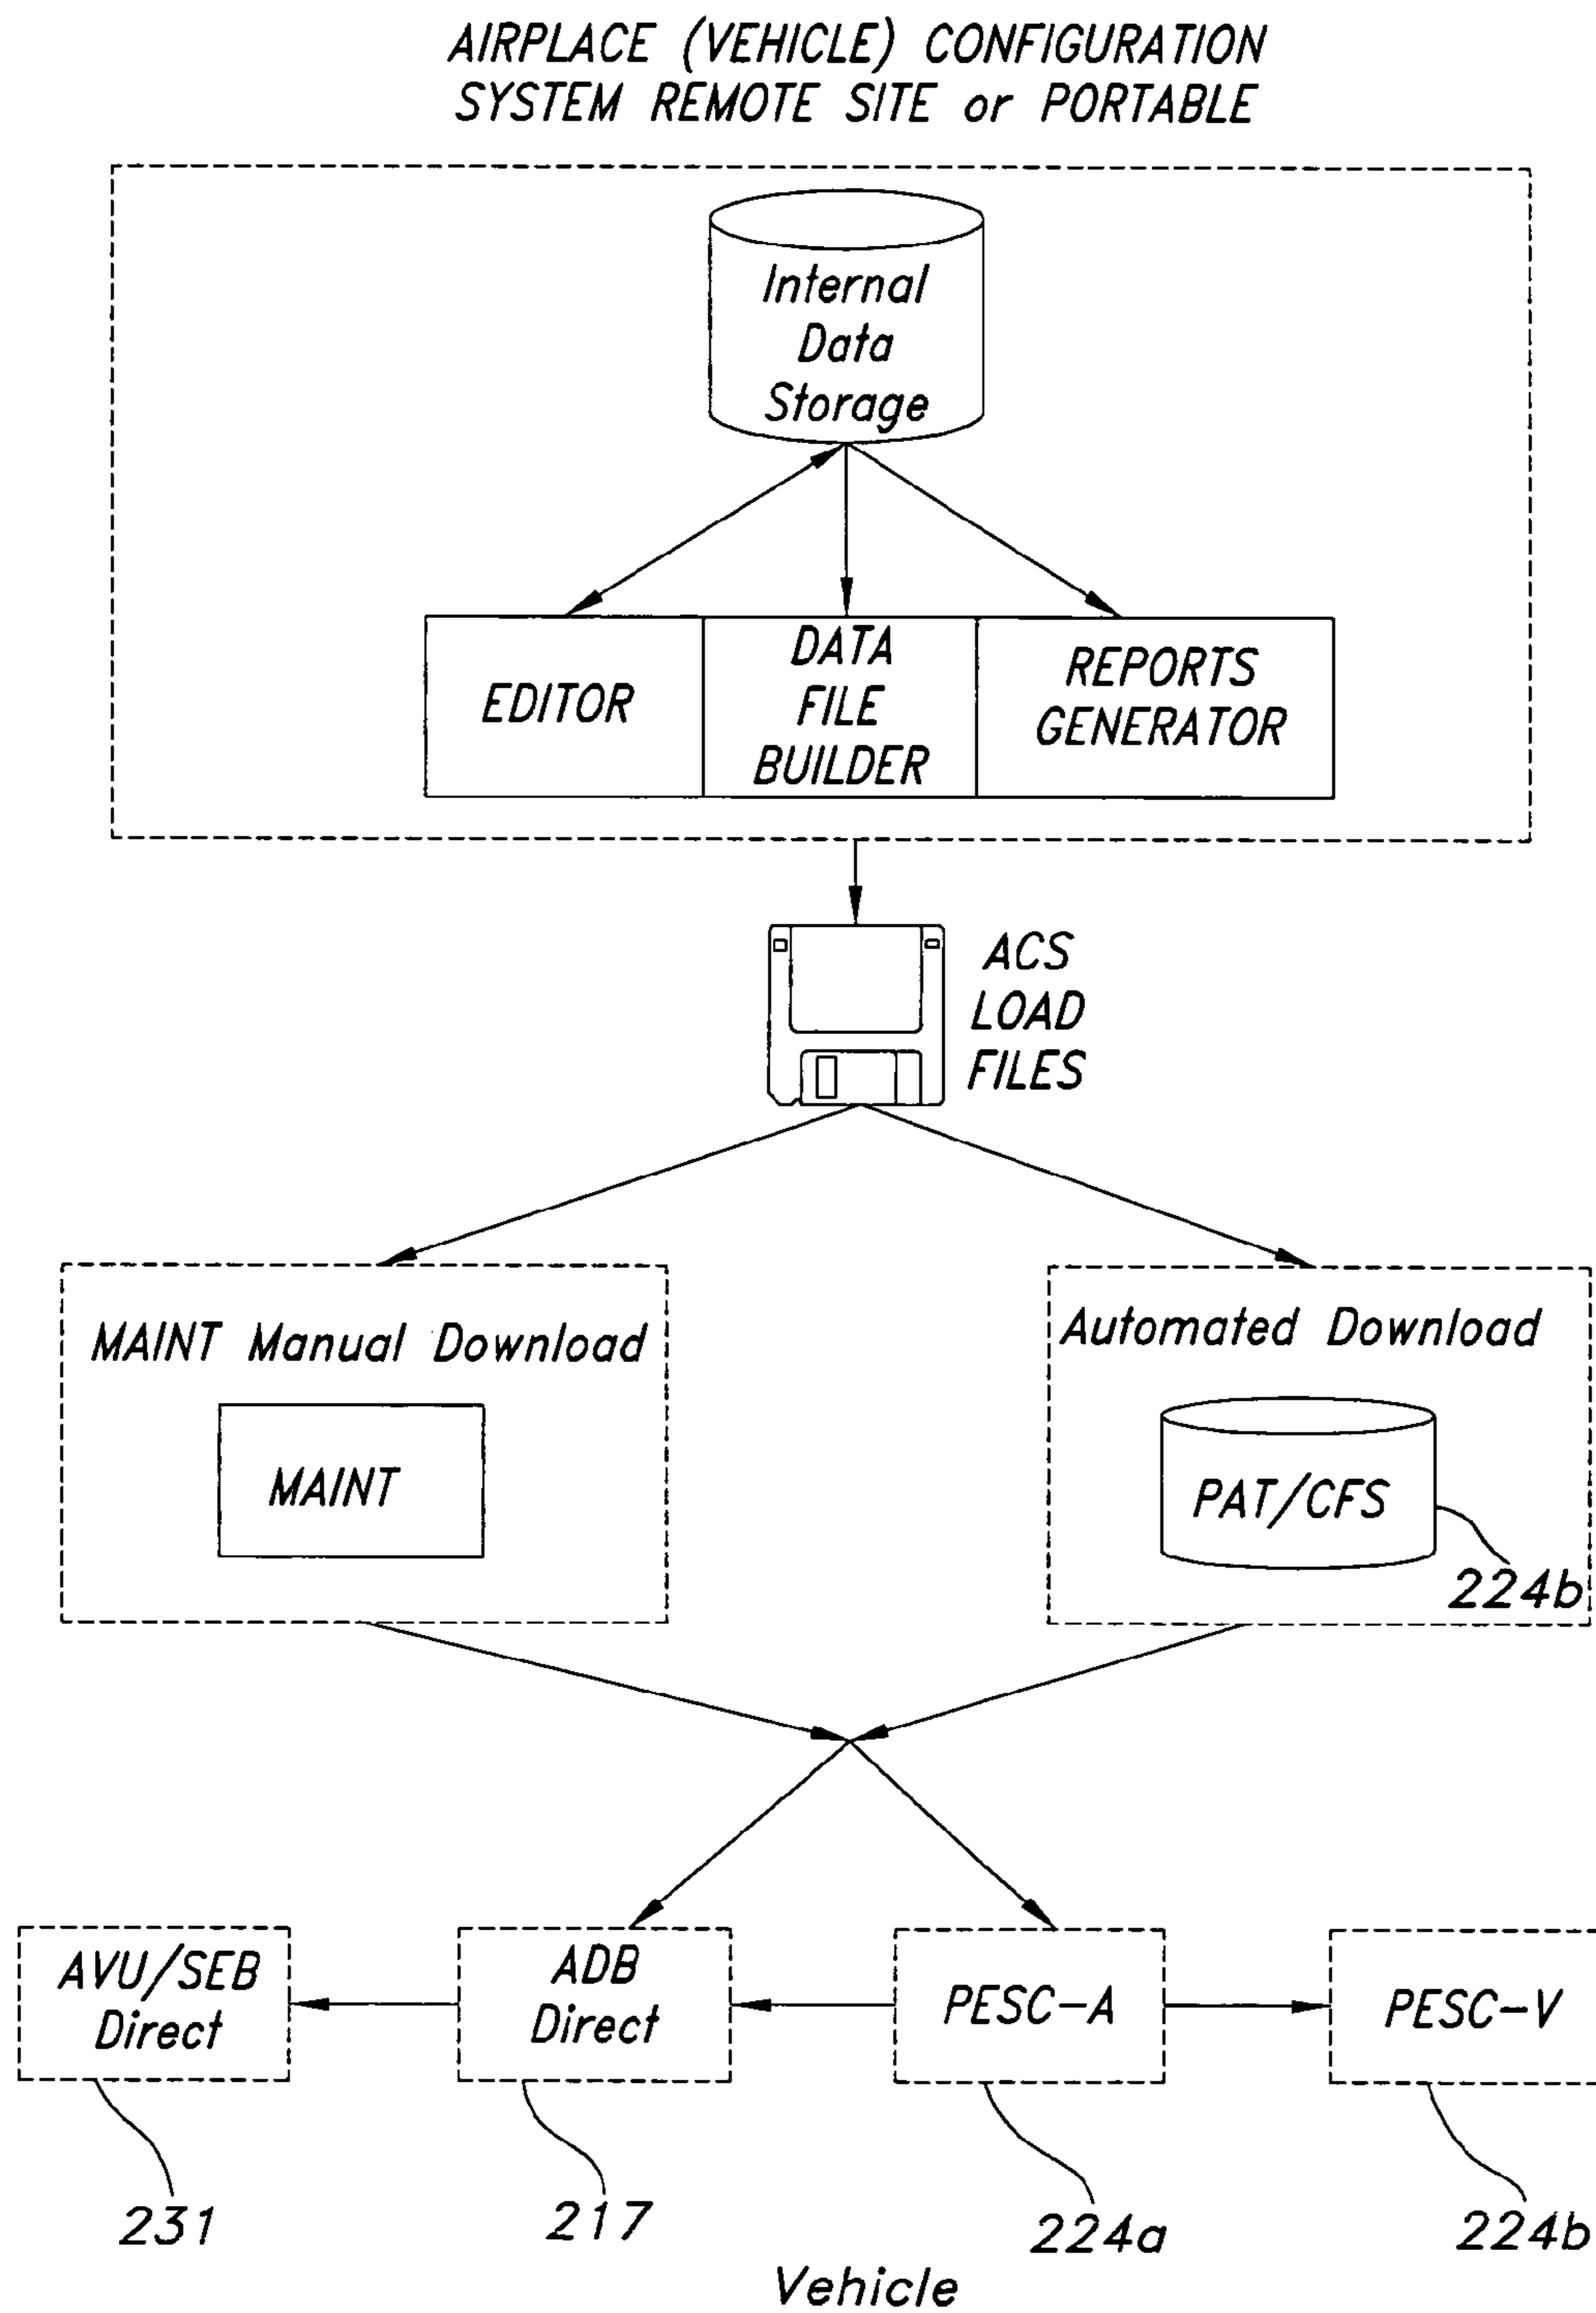 AIRPLACE (VEHICLE) CONFIGURATION
SYSTEM REMOTE SITE or PORTABLE
Internal
Data
Storage
EDITOR
DATA
FILE
BUILDER
REPORTS
GENERATOR
ACS
LOAD
FILES
MAINT Manual Download
MAINT
Automated Download
PAT/CFS
224b
AVU/SEB
Direct
ADB
Direct
PESC-A
PESC-V
231
217
224a
224b
Vehicle